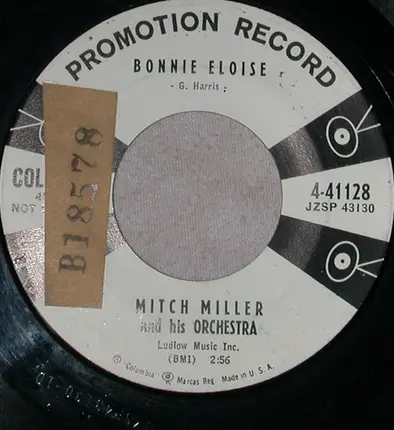 PROMOTION RECORD
BONNIE ELOISE
- G. Harris -
COL
NOT
B18578
4-41128
JZSP 43130
MITCH MILLER
and his ORCHESTRA
Ludlow Music Inc.
(BMI) 2:56
Columbia
Marcas Reg. Made in U.S.A.